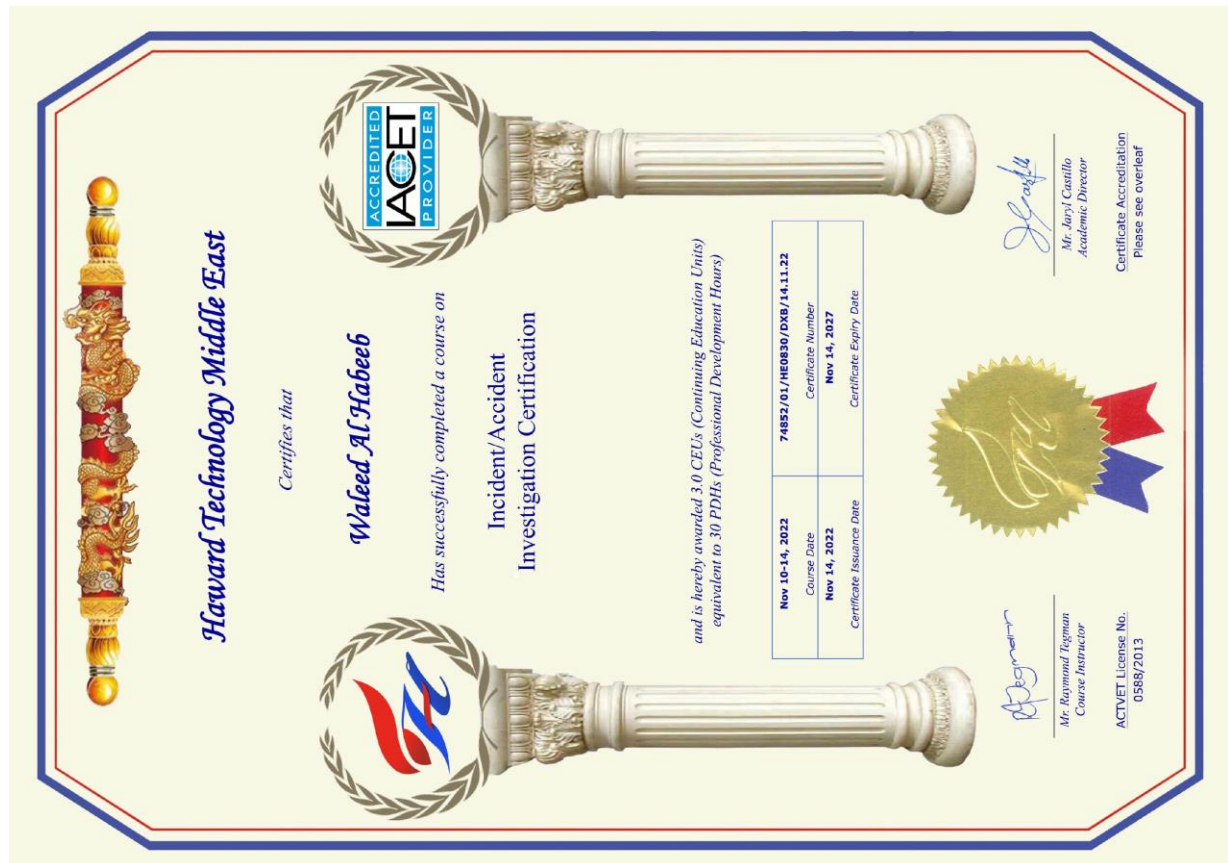 Haward Technology Middle East
Certifies that
Waleed Al Habeeb
ACCREDITED
IACET
PROVIDER
Has successfully completed a course on
Incident/Accident
Investigation Certification
and is hereby awarded 3.0 CEUs (Continuing Education Units)
equivalent to 30 PDHs (Professional Development Hours)
Nov 10-14, 2022
Course Date
74852/01/HE0830/DXB/14.11.22
Certificate Number
Nov 14, 2022
Certificate Issuance Date
Nov 14, 2027
Certificate Expiry Date
Mr. Raymond Tegman
Course Instructor
ACTVET License No.
0588/2013
Mr. Jaryl Castillo
Academic Director
Certificate Accreditation
Please see overleaf